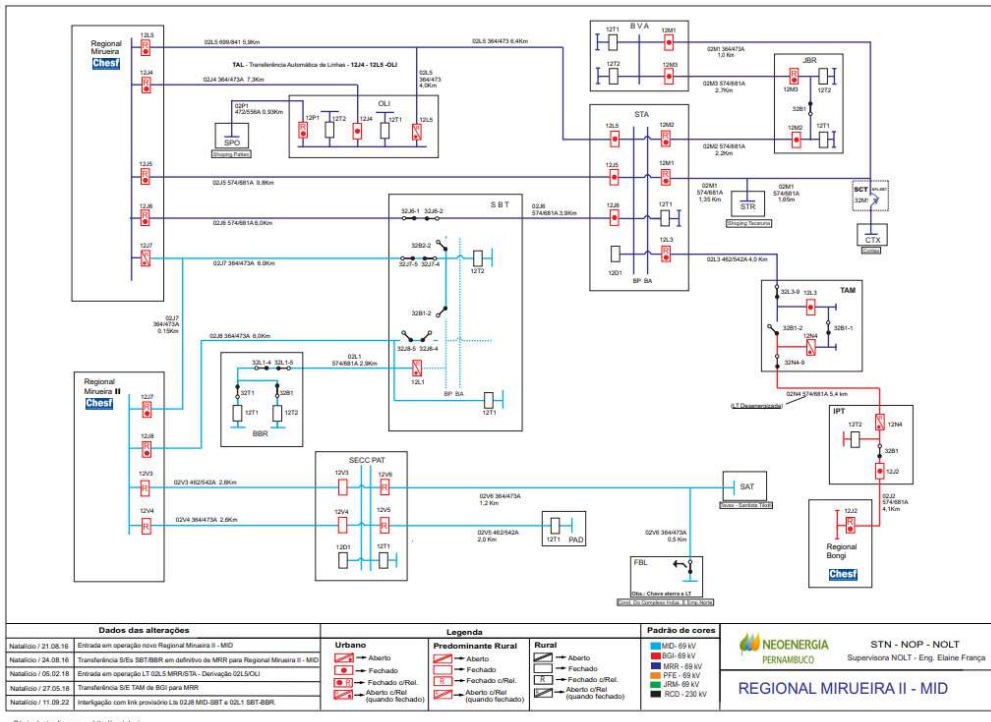 Regional
Mirueira
Chesf
12L5
02L5 699/841 5,9Km
02L5 364/473 6,4Km
TAL - Transferência Automática de Linhas - 12J4 - 12L5 -OLI
12J4
02J4 364/473A 7,3Km
02L5
364/473
4,0Km
02P1
472/556A 0,93Km
SPO
OLI
12P1
12T2
12J4
12T1
12L5
12J5
02J5 574/681A 9,8Km
12J6
02J6 574/681A 6,0Km
12J7
02J7 364/473A 6,0Km
02J7
364/473A
0.15Km
02J8 364/473A 6,0Km
BVA
12T1
12M1
12T2
12M3
02M1 364/473A
1,0 Km
02M3 574/681A
2,7Km
JBR
12M3
12T2
32B1
12M2
12T1
STA
12L5
12M2
02M2 574/681A
2,2Km
12J5
12M1
02M1
574/681A
1,35 Km
STR
Shoping Tacaruna
02M1
574/681A
1,65m
SCT
32M1
CTX
12J6
12T1
12D1
12L3
BP BA
02L3 462/542A 4,0 Km
SBT
32J6-1
32J6-2
02J6
574/681A 3,9Km
32B2-2
32J7-5
32J7-4
12T2
32B1-2
32J8-5
32J8-4
12L1
BP BA
12T1
02L1
574/681A 2,9Km
32L1-4
32L1-5
32T1
32B1
12T1
12T2
BBR
TAM
32L3-9
12L3
32B1-2
32B1-1
12N4
32N4-9
02N4 574/681A 5,4 km
(LT Desenergizada)
IPT
12T2
12N4
32B1
12J2
02J2
574/681A
4,1Km
12J2
Regional
Bongi
Chesf
Regional
Mirueira II
Chesf
12J7
12J8
12V3
02V3 462/542A 2,8Km
12V4
02V4 364/473A 2,6Km
SECC PAT
12V3
12V6
12V4
12V5
12D1
12T1
BP BA
02V6 364/473A
1,2 Km
SAT
02V5 462/542A
2,0 Km
12T1
PAD
02V6 364/473A
0,5 Km
FBL
Obs.: Chave aterra a LT
Dados das alterações
Natalício / 21.08.16 Entrada em operação novo Regional Mirueira II - MID
Natalício / 24.08.16 Transferência S/Es SBT/BBR em definitivo de MRR para Regional Mirueira II - MID
Natalício / 05.02.18 Entrada em operação LT 02L5 MRR/STA - Derivação 02L5/OLI
Natalício / 27.05.18 Transferência S/E TAM de BGI para MRR
Natalício / 11.09.22 Interligação com link provisório Lts 02J8 MID-SBT e 02L1 SBT-BBR.
Legenda
Urbano
Aberto
Fechado
R Fechado c/Rel.
Aberto c/Rel
(quando fechado)
Predominante Rural
Aberto
Fechado
R Fechado c/Rel.
Aberto c/Rel
(quando fechado)
Rural
Aberto
Fechado
R Fechado c/Rel.
Aberto c/Rel
(quando fechado)
Padrão de cores
MID- 69 kV
BGI- 69 kV
MRR - 69 kV
PFE - 69 kV
JRM- 69 kV
RCD - 230 kV
NEOENERGIA
PERNAMBUCO
STN - NOP - NOLT
Supervisora NOLT - Eng. Elaine França
REGIONAL MIRUEIRA II - MID